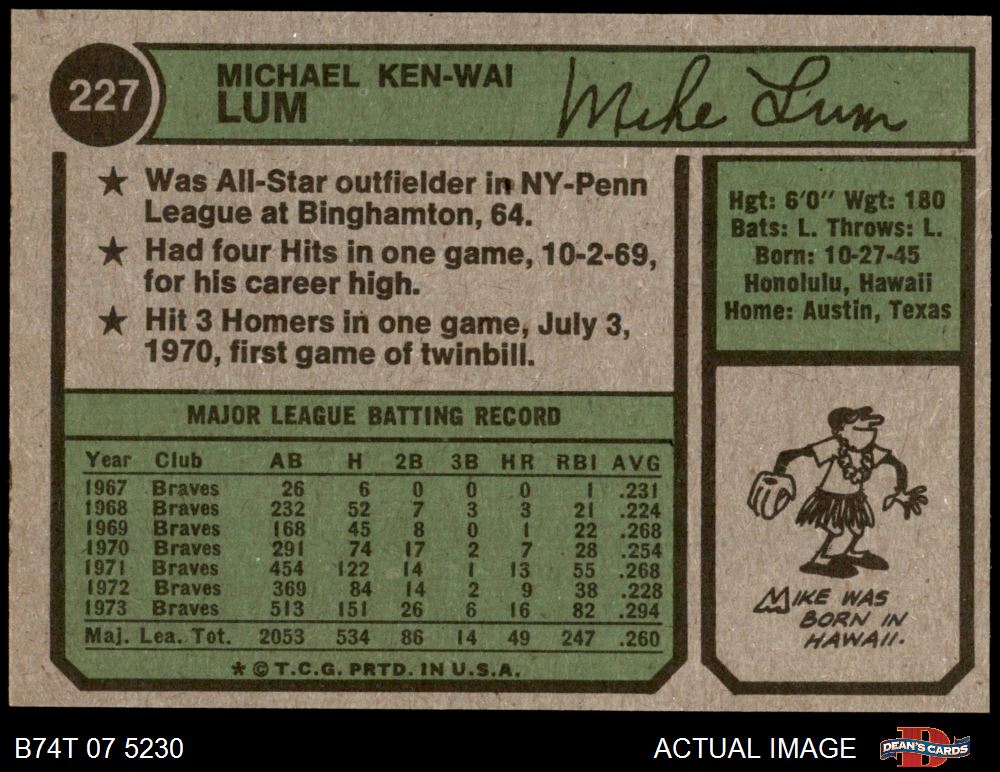 227
MICHAEL KEN-WAI
LUM
Mike Lum
★ Was All-Star outfielder in NY-Penn
League at Binghamton, 64.
★ Had four Hits in one game, 10-2-69,
for his career high.
★ Hit 3 Homers in one game, July 3,
1970, first game of twinbill.
Hgt: 6'0" Wgt: 180
Bats: L. Throws: L.
Born: 10-27-45
Honolulu, Hawaii
Home: Austin, Texas
MAJOR LEAGUE BATTING RECORD
Year Club AB H 2B 3B HR RBI AVG
1967 Braves 26 6 0 0 0 1 .231
1968 Braves 232 52 7 3 3 21 .224
1969 Braves 168 45 8 0 1 22 .268
1970 Braves 291 74 17 2 7 28 .254
1971 Braves 454 122 14 1 13 55 .268
1972 Braves 369 84 14 2 9 38 .228
1973 Braves 513 151 26 6 16 82 .294
Maj. Lea. Tot. 2053 534 86 14 49 247 .260
* © T.C.G. PRTD. IN U.S.A.
MIKE WAS
BORN IN
HAWAII.
B74T 07 5230
ACTUAL IMAGE
D
DEAN'S CARDS